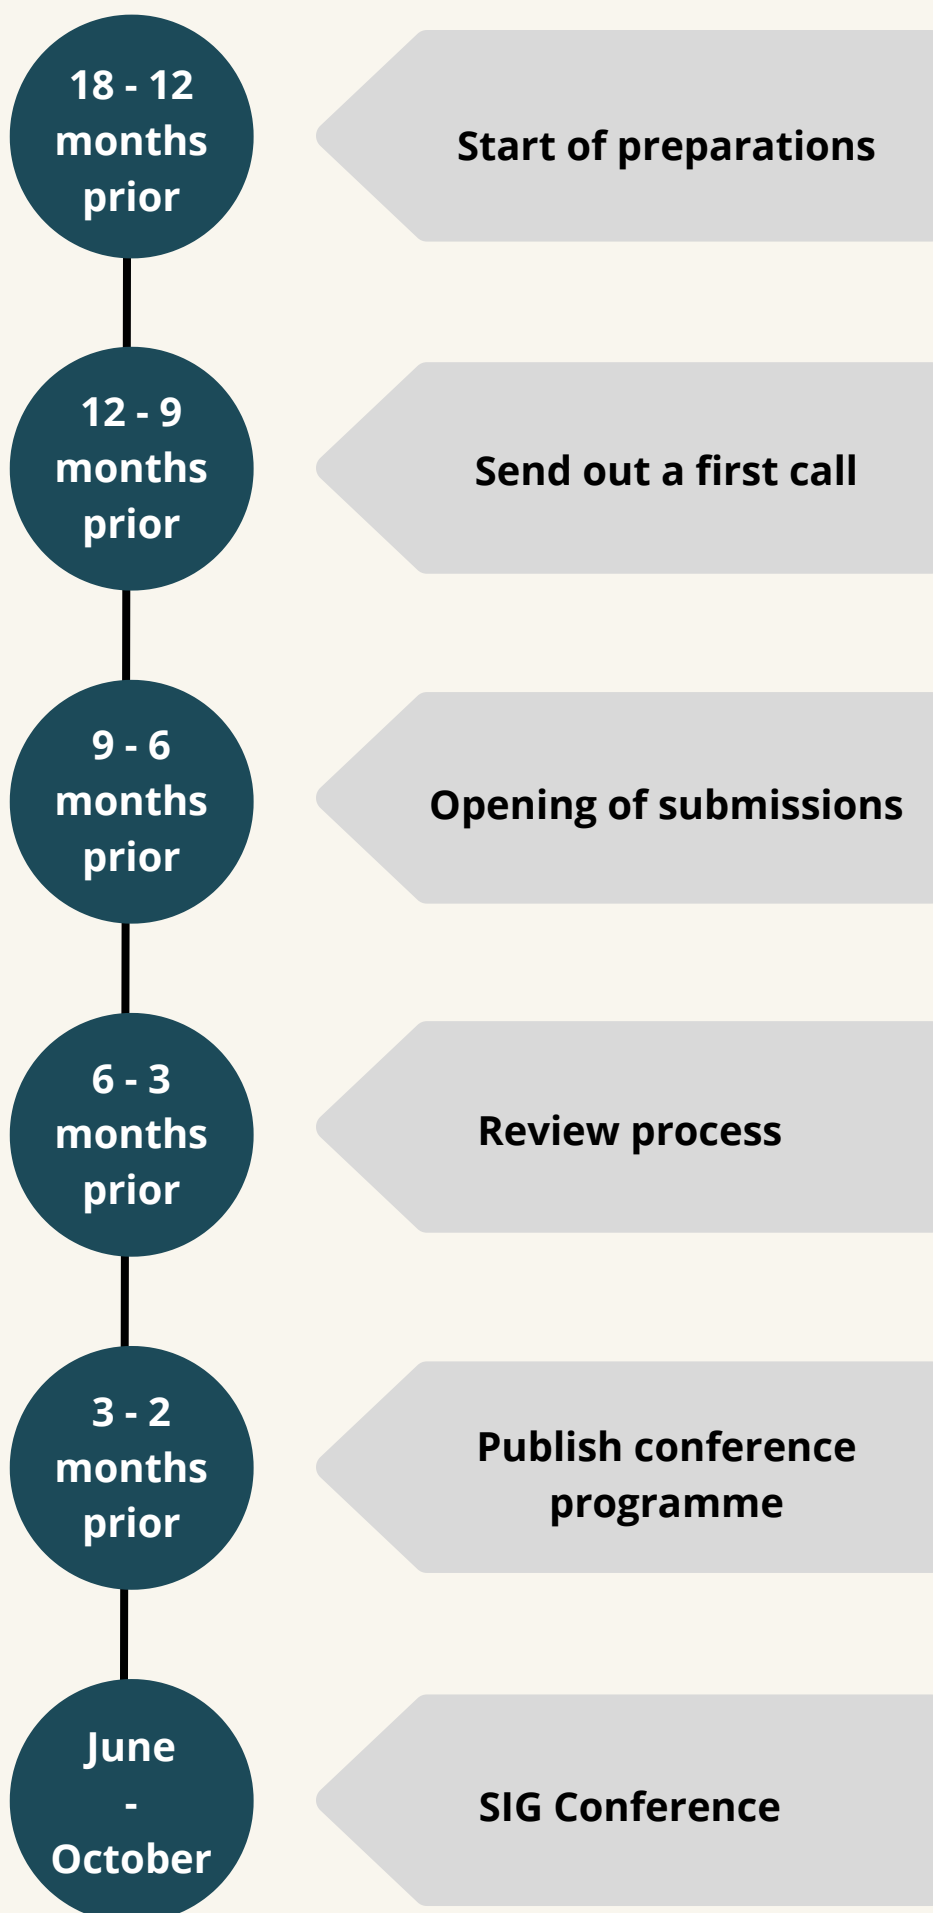 18 - 12
months
prior
Start of preparations
12 - 9
months
prior
Send out a first call
9 - 6
months
prior
Opening of submissions
6 - 3
months
prior
Review process
3 - 2
months
prior
Publish conference
programme
June
-
October
SIG Conference